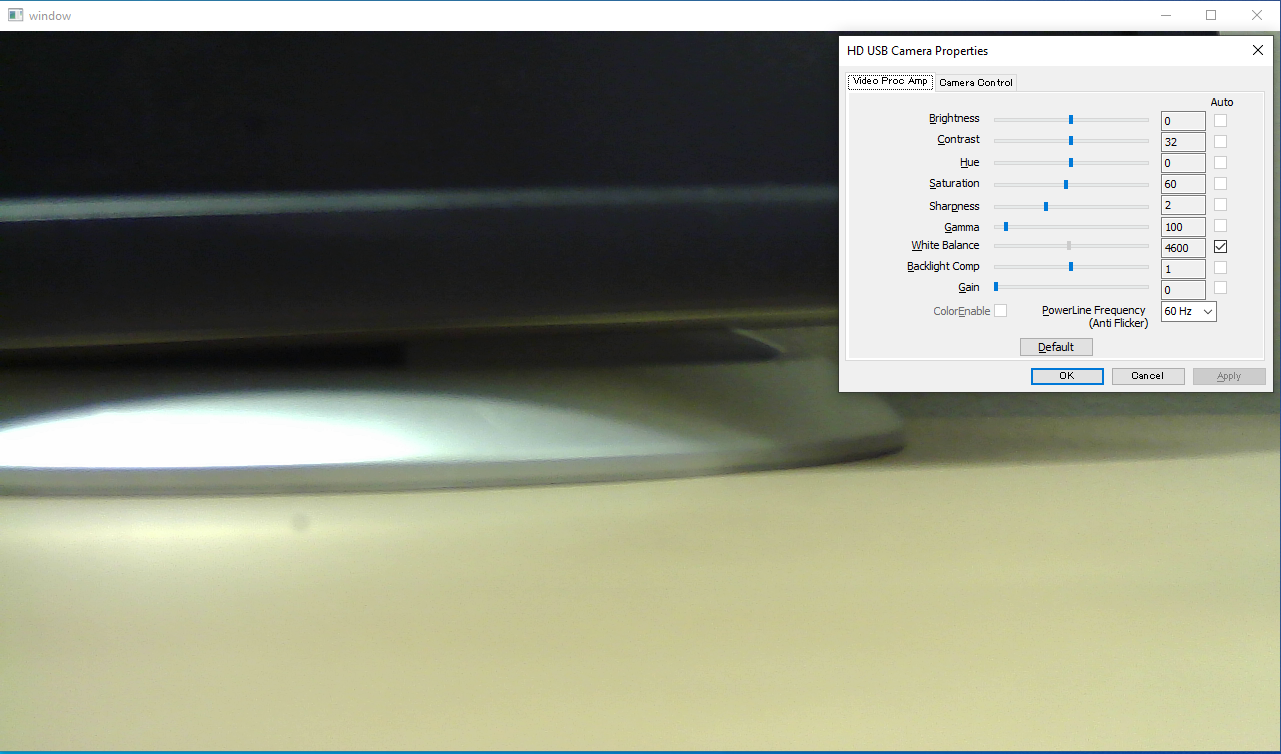 window
HD USB Camera Properties
Video Proc Amp Camera Control
Auto
Brightness 0
Contrast 32
Hue 0
Saturation 60
Sharpness 2
Gamma 100
White Balance 4600
Backlight Comp 1
Gain 0
ColorEnable PowerLine Frequency 60 Hz
(Anti Flicker)
Default
OK Cancel Apply